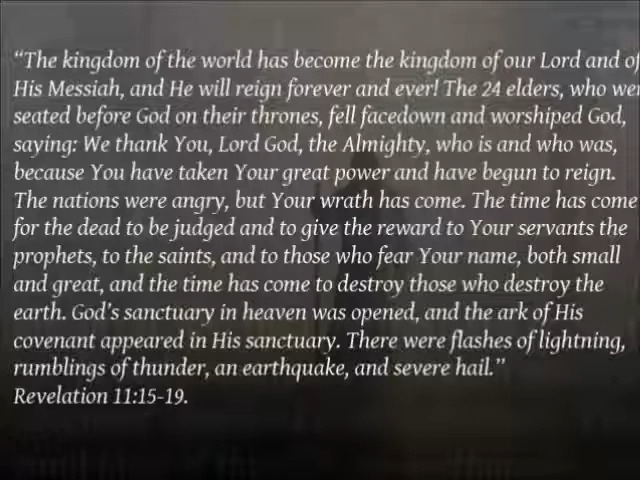 “The kingdom of the world has become the kingdom of our Lord and of
His Messiah, and He will reign forever and ever! The 24 elders, who wer
seated before God on their thrones, fell facedown and worshiped God,
saying: We thank You, Lord God, the Almighty, who is and who was,
because You have taken Your great power and have begun to reign.
The nations were angry, but Your wrath has come. The time has come
for the dead to be judged and to give the reward to Your servants the
prophets, to the saints, and to those who fear Your name, both small
and great, and the time has come to destroy those who destroy the
earth. God’s sanctuary in heaven was opened, and the ark of His
covenant appeared in His sanctuary. There were flashes of lightning,
rumblings of thunder, an earthquake, and severe hail.”
Revelation 11:15-19.